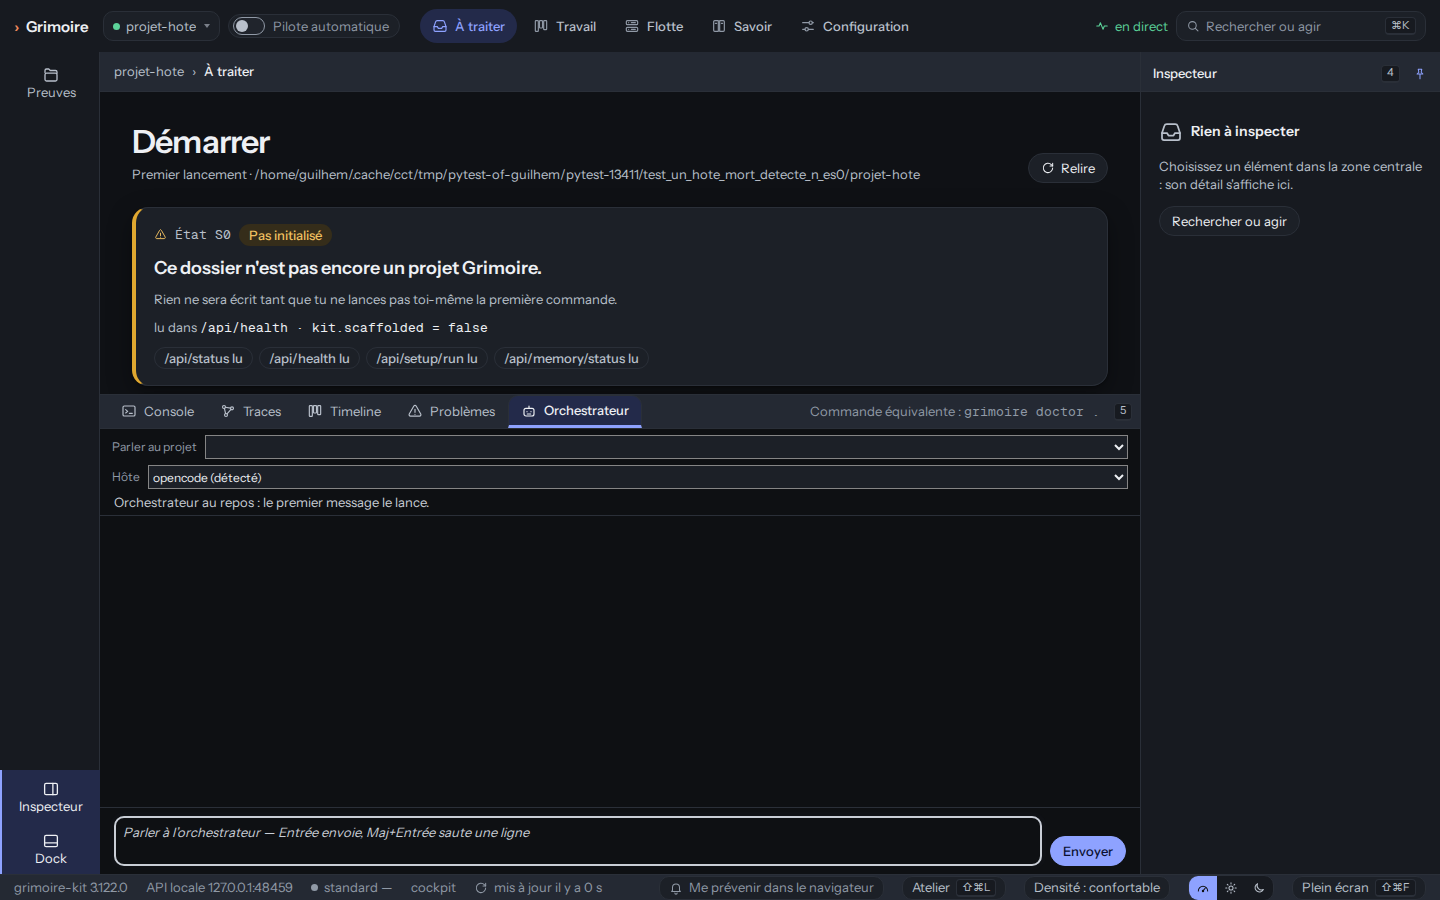 › Grimoire
projet-hote
Pilote automatique
À traiter
Travail
Flotte
Savoir
Configuration
en direct
Rechercher ou agir
⌘K
Preuves
projet-hote › À traiter
Inspecteur
4
Démarrer
Premier lancement · /home/guilhem/.cache/cct/tmp/pytest-of-guilhem/pytest-13411/test_un_hote_mort_detecte_n_es0/projet-hote
Relire
Rien à inspecter
Choisissez un élément dans la zone centrale
: son détail s'affiche ici.
Rechercher ou agir
État S0 Pas initialisé
Ce dossier n'est pas encore un projet Grimoire.
Rien ne sera écrit tant que tu ne lances pas toi-même la première commande.
lu dans /api/health · kit.scaffolded = false
/api/status lu
/api/health lu
/api/setup/run lu
/api/memory/status lu
Console
Traces
Timeline
Problèmes
Orchestrateur
Commande équivalente : grimoire doctor .
5
Parler au projet
Hôte
opencode (détecté)
Orchestrateur au repos : le premier message le lance.
Inspecteur
Dock
Parler à l'orchestrateur — Entrée envoie, Maj+Entrée saute une ligne
Envoyer
grimoire-kit 3.122.0
API locale 127.0.0.1:48459
standard —
cockpit
mis à jour il y a 0 s
Me prévenir dans le navigateur
Atelier ⇧⌘L
Densité : confortable
Plein écran ⇧⌘F